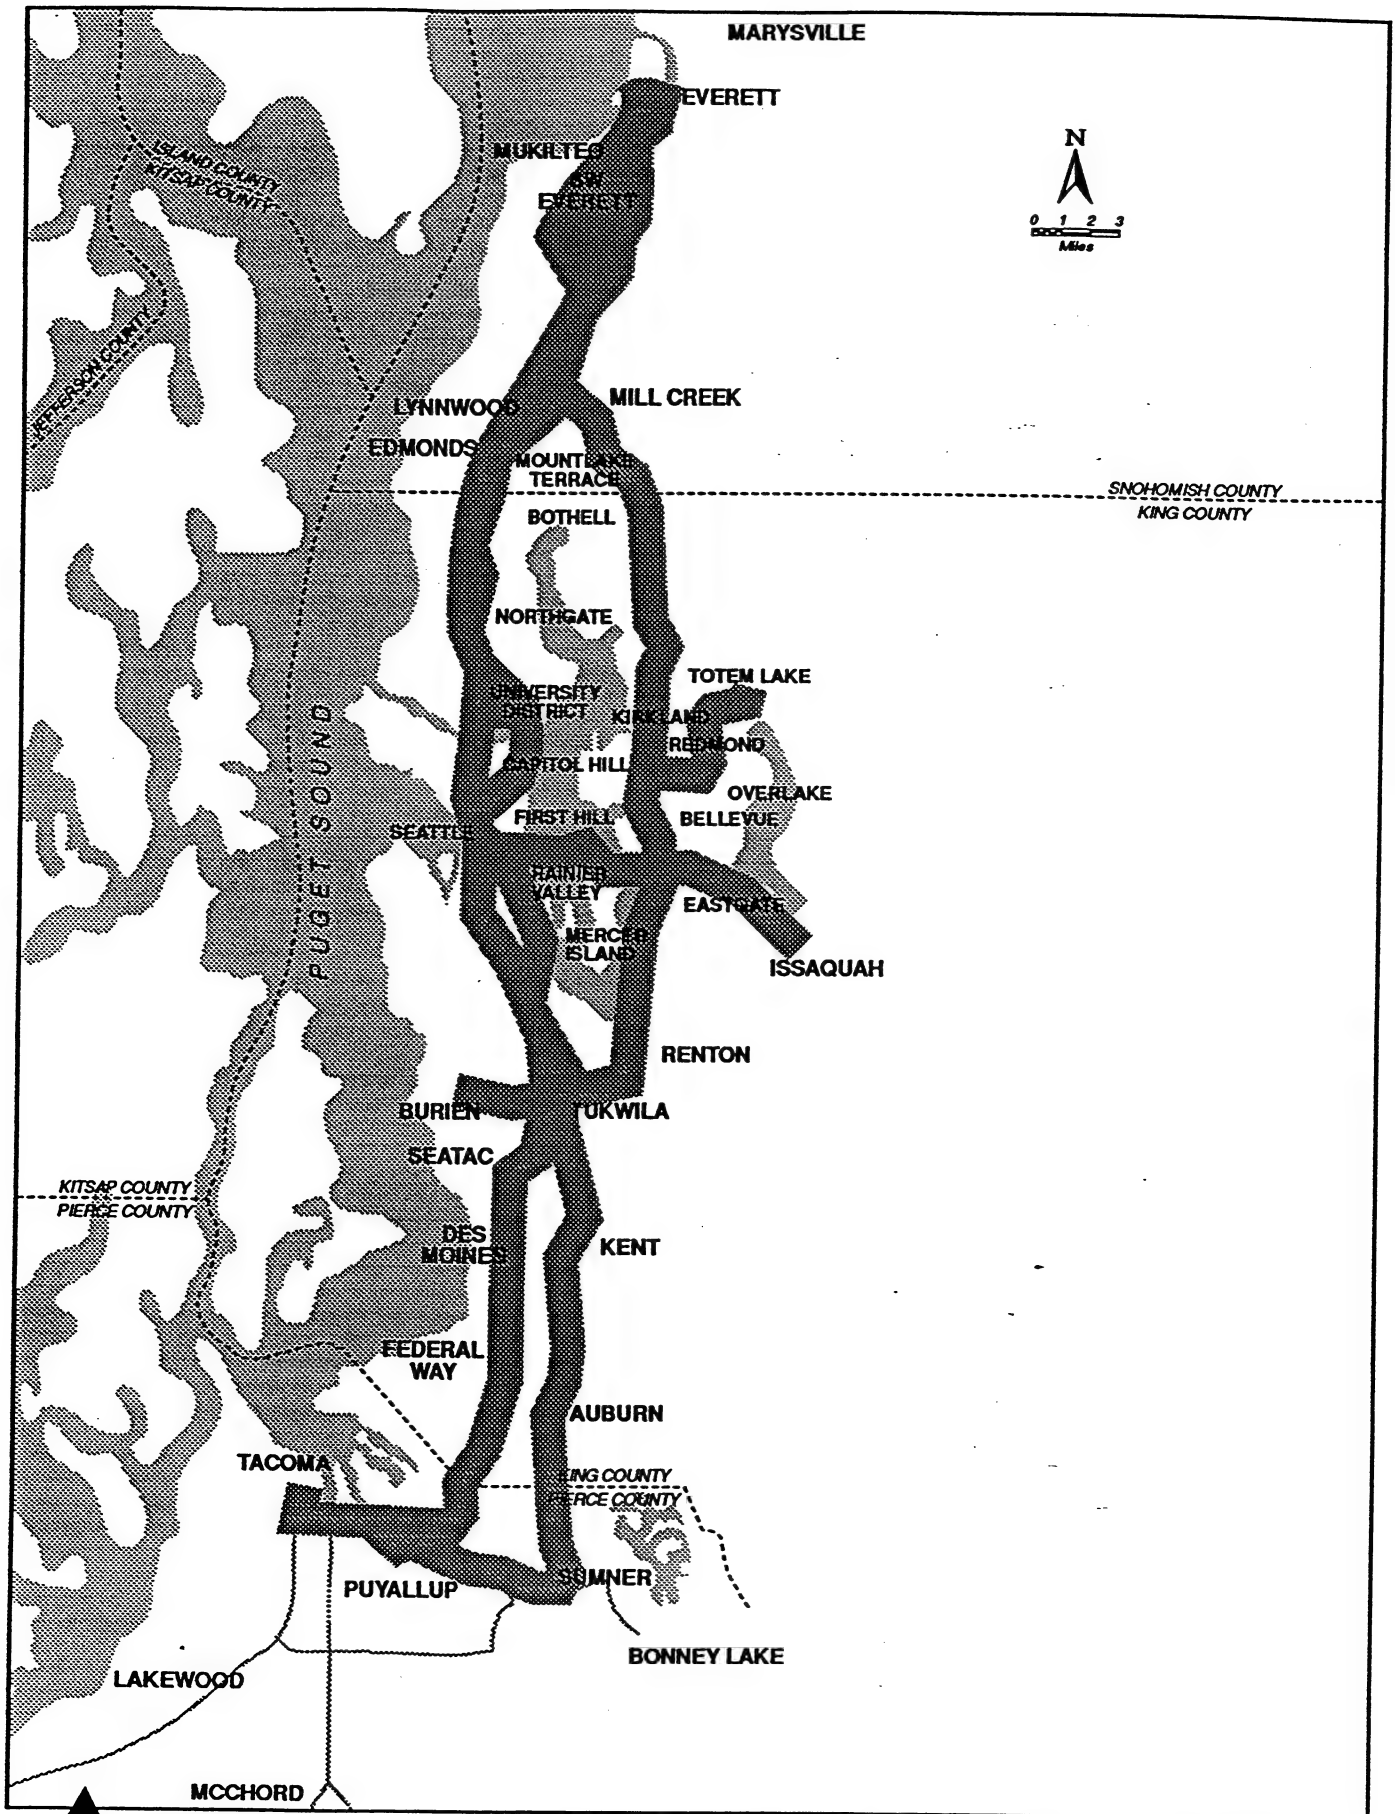 MARYSVILLE
EVERETT
N
MUKILTEO
ISLAND COUNTY
KITSAP COUNTY
SW
EVERETT
0 1 2 3
Miles
JEFFERSON COUNTY
MILL CREEK
LYNNWOOD
EDMONDS
MOUNTLAKE
TERRACE
SNOHOMISH COUNTY
KING COUNTY
BOTHELL
NORTHGATE
TOTEM LAKE
UNIVERSITY
DISTRICT
KIRKLAND
REDMOND
PUGET SOUND
CAPITOL HILL
OVERLAKE
FIRST HILL
BELLEVUE
SEATTLE
RAINIER
VALLEY
EASTGATE
MERCER
ISLAND
ISSAQUAH
RENTON
BURIEN
TUKWILA
SEATAC
KITSAP COUNTY
PIERCE COUNTY
DES
MOINES
KENT
FEDERAL
WAY
AUBURN
TACOMA
KING COUNTY
PIERCE COUNTY
PUYALLUP
SUMNER
BONNEY LAKE
LAKEWOOD
MCCHORD